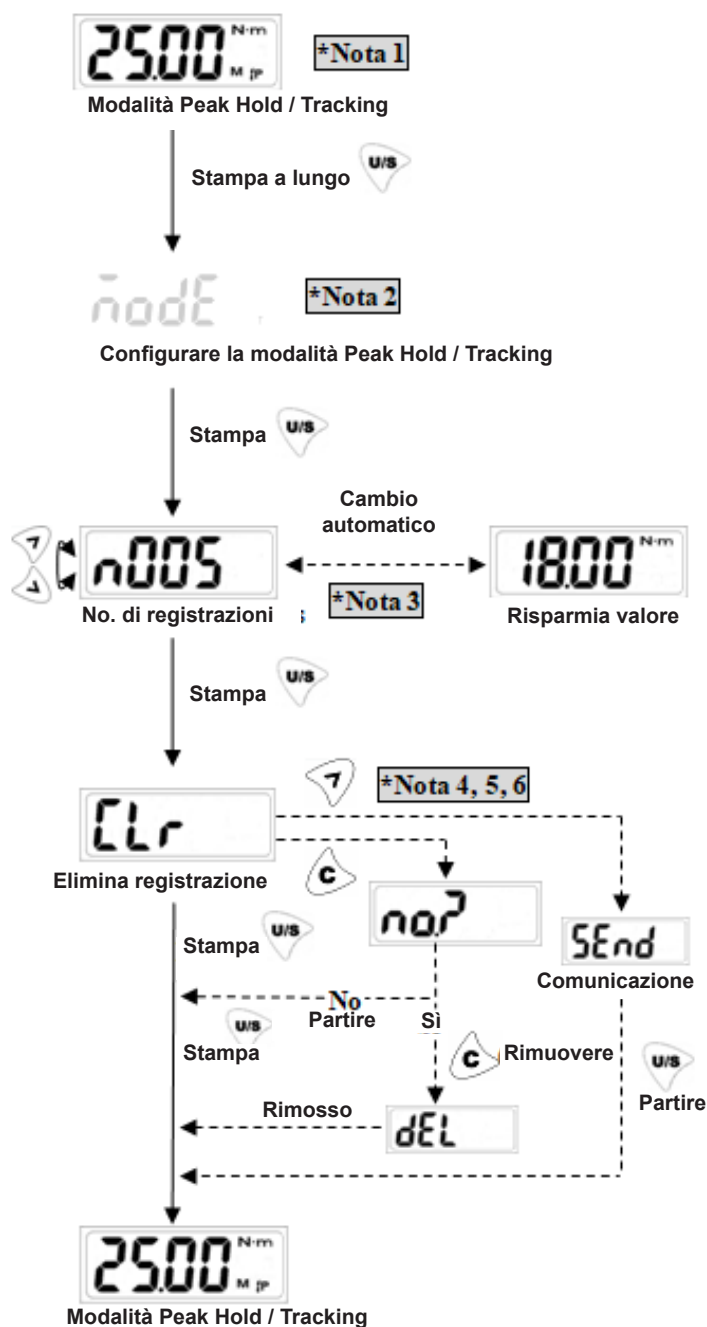 25.00 N·m
M
*Nota 1
Modalità Peak Hold / Tracking
Stampa a lungo U/S
modE
*Nota 2
Configurare la modalità Peak Hold / Tracking
Stampa U/S
Cambio
automatico
n005
18.00 N·m
*Nota 3
No. di registrazioni
Risparmia valore
Stampa U/S
*Nota 4, 5, 6
CLr
Elimina registrazione
C
no.?
SEnd
Comunicazione
Stampa U/S
No
Partire
Sì
U/S
Stampa
C Rimuovere
U/S
Partire
Rimosso
dEL
25.00 N·m
M
Modalità Peak Hold / Tracking